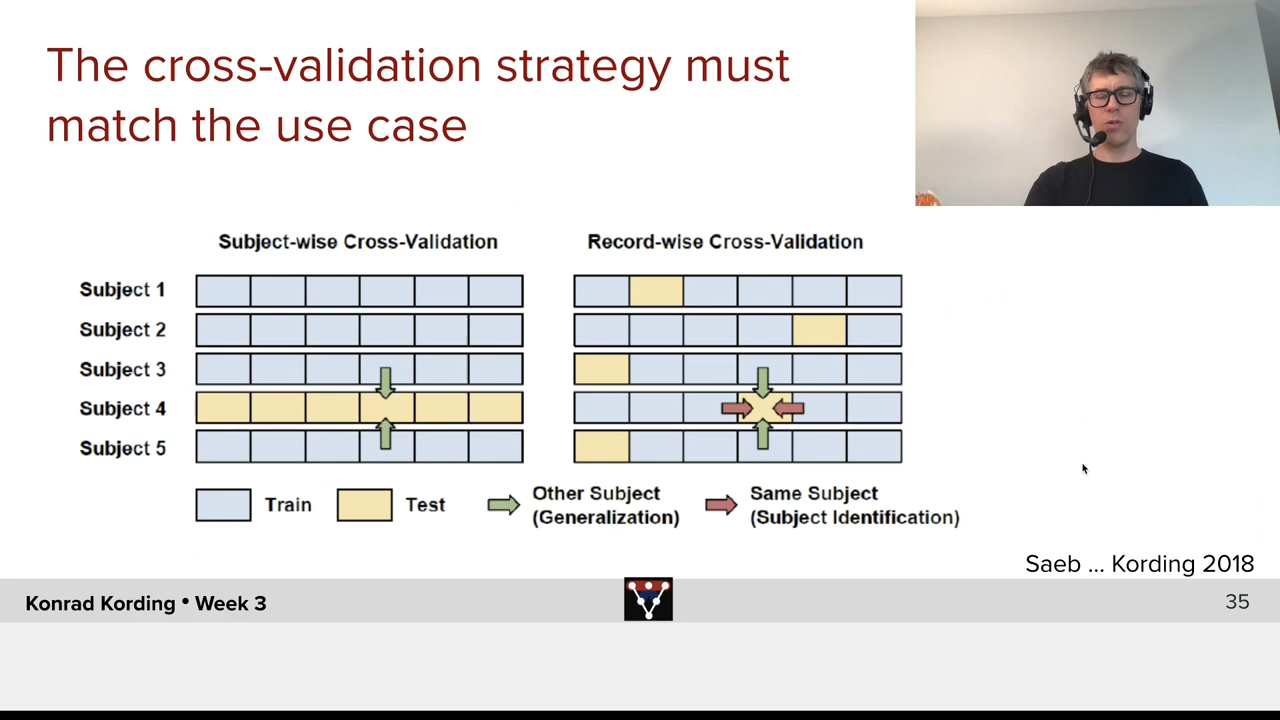 The cross-validation strategy must
match the use case
Subject-wise Cross-Validation
Record-wise Cross-Validation
Subject 1
Subject 2
Subject 3
Subject 4
Subject 5
Train
Test
Other Subject
(Generalization)
Same Subject
(Subject Identification)
Saeb ... Kording 2018
Konrad Kording • Week 3
35